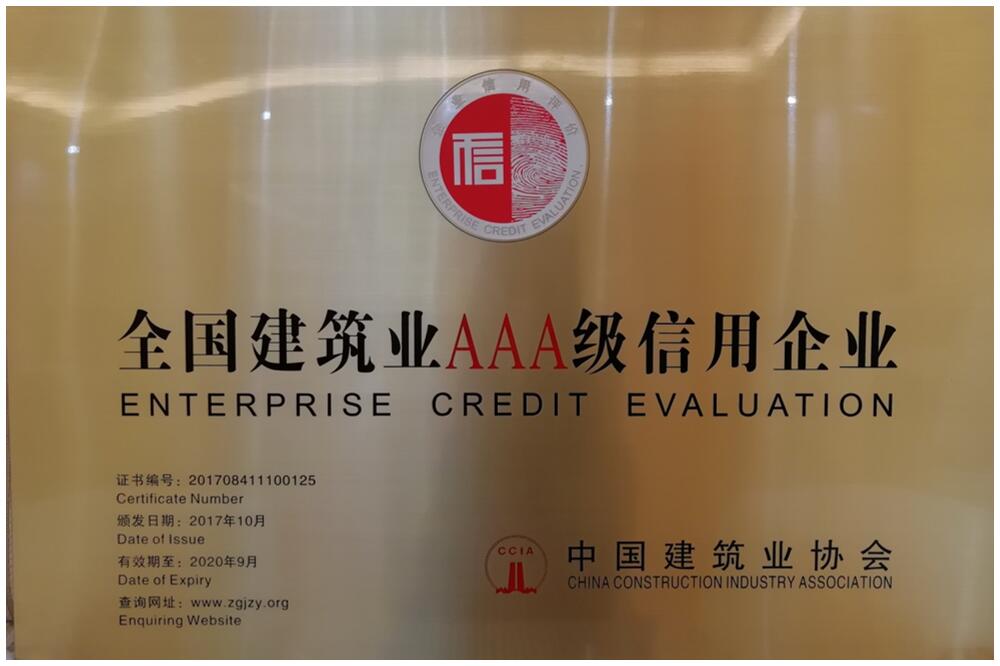 企业信用评价
信
ENTERPRISE CREDIT EVALUATION
全国建筑业AAA级信用企业
ENTERPRISE CREDIT EVALUATION
证书编号：201708411100125
Certificate Number
颁发日期：2017年10月
Date of Issue
有效期至：2020年9月
Date of Expiry
查询网址：www.zgjzy.org
Enquiring Website
CCIA
中国建筑业协会
CHINA CONSTRUCTION INDUSTRY ASSOCIATION